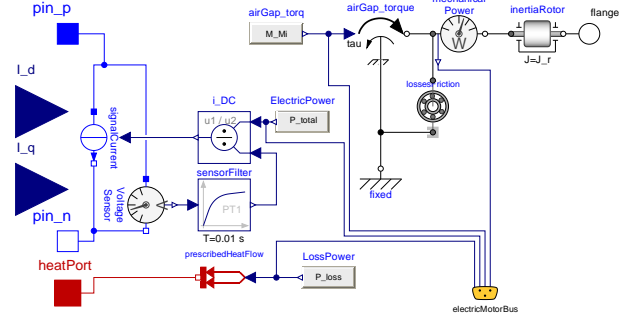 pin_p
airGap_torq
airGap_torque
Power
inertiaRotor
flange
M_Mi
tau
W
J=J_r
I_d
lossesFriction
i_DC
ElectricPower
signalCurrent
u1 / u2
P_total
I_q
sensorFilter
Voltage
Sensor
PT1
fixed
pin_n
T=0.01 s
prescribedHeatFlow
LossPower
heatPort
P_loss
electricMotorBus